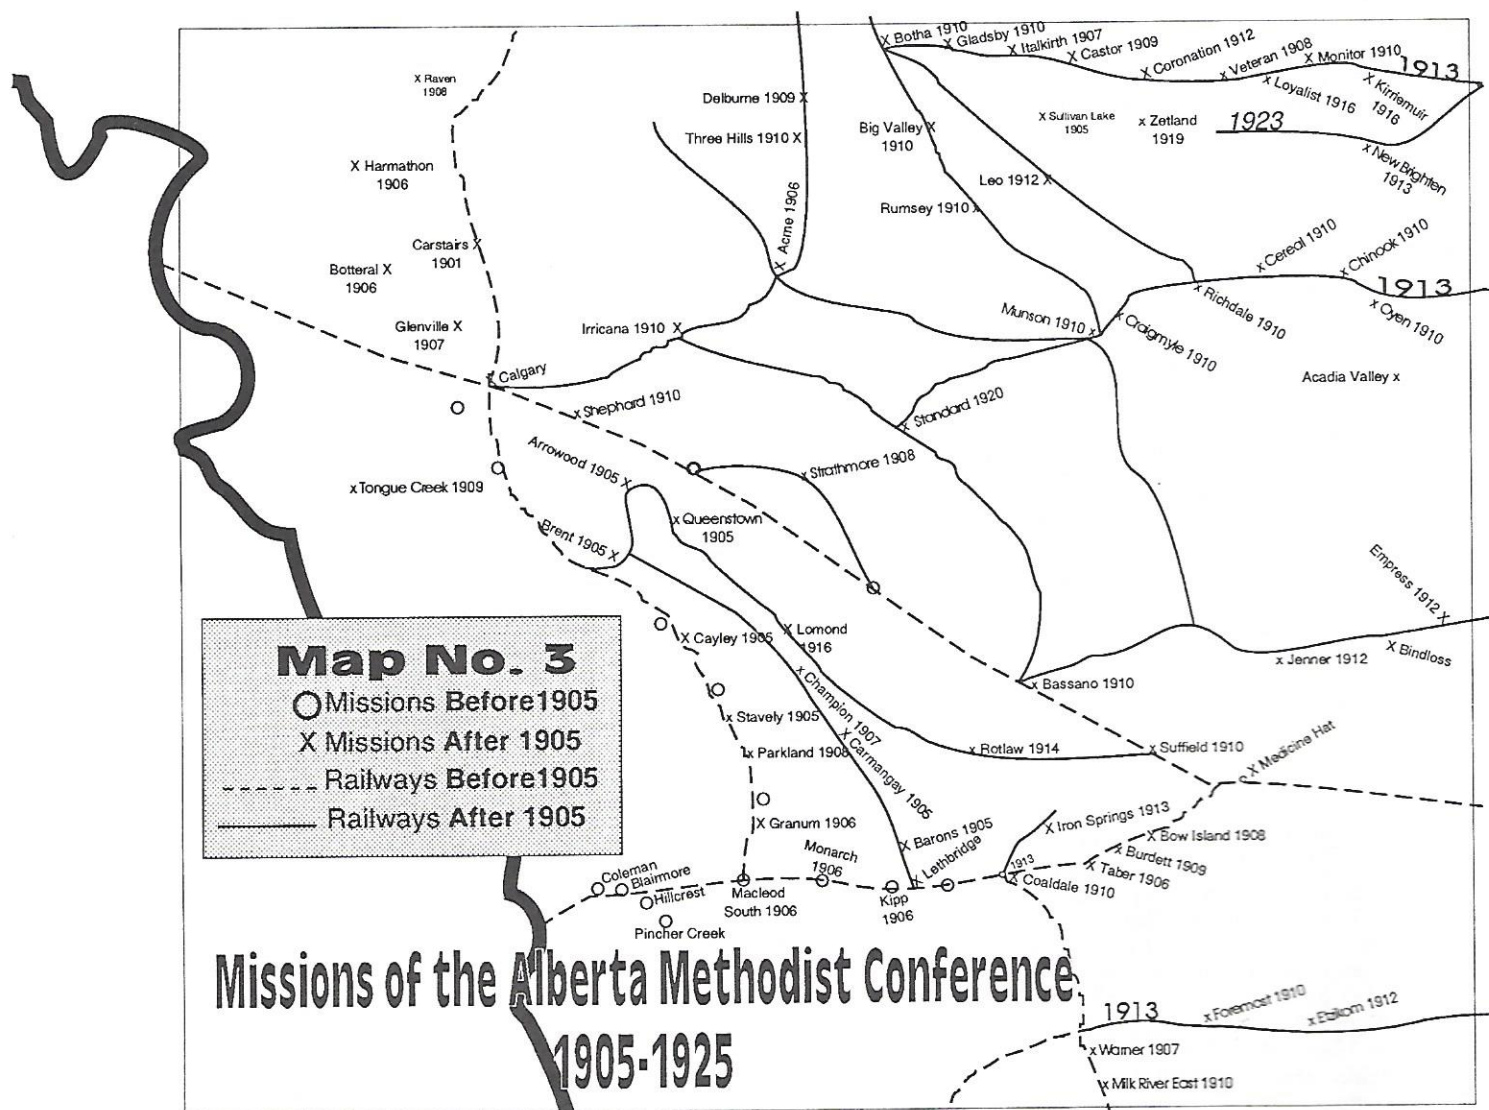 Botha 1910
Gladsby 1910
Italkirth 1907
Castor 1909
Coronation 1912
Veteran 1908
Monitor 1910
1913
Loyalist 1916
Kirriemuir
1916
Raven
1908
Delburne 1909
Three Hills 1910
Big Valley
1910
Sullivan Lake
1905
Zetland
1919
1923
New Brighten
1913
Harmathon
1906
Leo 1912
Rumsey 1910
Acme 1906
Carstairs
1901
Botteral
1906
Cereal 1910
Chinook 1910
1913
Richdale 1910
Oyen 1910
Glenville
1907
Irricana 1910
Munson 1910
Craigmyle 1910
Calgary
Acadia Valley
Shephard 1910
Standard 1920
Arrowood 1905
Strathmore 1908
Tongue Creek 1909
Queenstown
1905
Brent 1905
Empress 1912
Map No. 3
Missions Before1905
X Missions After 1905
Railways Before1905
Railways After 1905
Cayley 1905
Lomond
1916
Jenner 1912
Bindloss
Champion 1907
Bassano 1910
Stavely 1905
Carmangay 1905
Parkland 1908
Rotlaw 1914
Suffield 1910
Medicine Hat
Granum 1906
Barons 1905
Iron Springs 1913
Bow Island 1908
Burdett 1909
Monarch
1906
Lethbridge
1913
Taber 1906
Coaldale 1910
Coleman
Blairmore
Hillcrest
Macleod
South 1906
Kipp
1906
Pincher Creek
Missions of the Alberta Methodist Conference
1905-1925
1913
Foremost 1910
Etzikom 1912
Warner 1907
Milk River East 1910